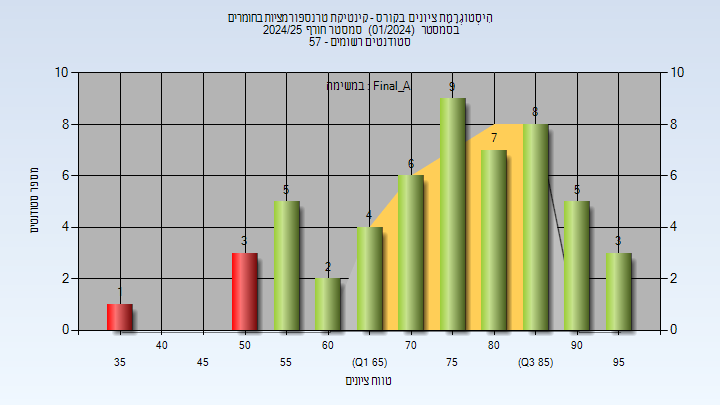 היסטוגרמת ציונים בקורס - קינטיקת טרנספורמציות בחומרים
בסמסטר (01/2024) סמסטר חורף 2024/25
סטודנטים רשומים - 57
במשימה : Final_A
מספר סטודנטים
10
8
6
4
2
0
10
8
6
4
2
0
1
3
5
2
4
6
9
7
8
5
3
40 50 60 70 80 90
35 45 55 (Q1 65) 75 (Q3 85) 95
טווח ציונים